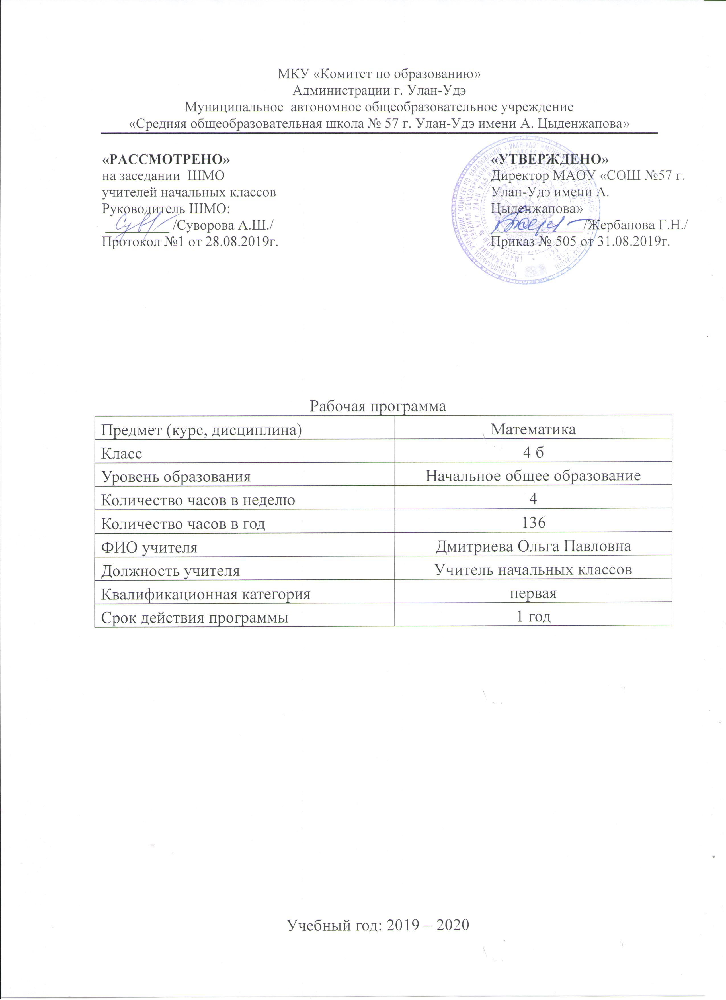 МКУ «Комитет по образованию»
Администрации г. Улан-Удэ
Муниципальное автономное общеобразовательное учреждение
«Средняя общеобразовательная школа № 57 г. Улан-Удэ имени А. Цыденжапова»
«РАССМОТРЕНО»
на заседании ШМО
учителей начальных классов
Руководитель ШМО:
/Суворова А.Ш./
Протокол №1 от 28.08.2019г.
«УТВЕРЖДЕНО»
Директор МАОУ «СОШ №57 г.
Улан-Удэ имени А.
Цыденжапова»
/Жербанова Г.Н./
Приказ № 505 от 31.08.2019г.
Рабочая программа
Предмет (курс, дисциплина) Математика
Класс 4 б
Уровень образования Начальное общее образование
Количество часов в неделю 4
Количество часов в год 136
ФИО учителя Дмитриева Ольга Павловна
Должность учителя Учитель начальных классов
Квалификационная категория первая
Срок действия программы 1 год
Учебный год: 2019 – 2020